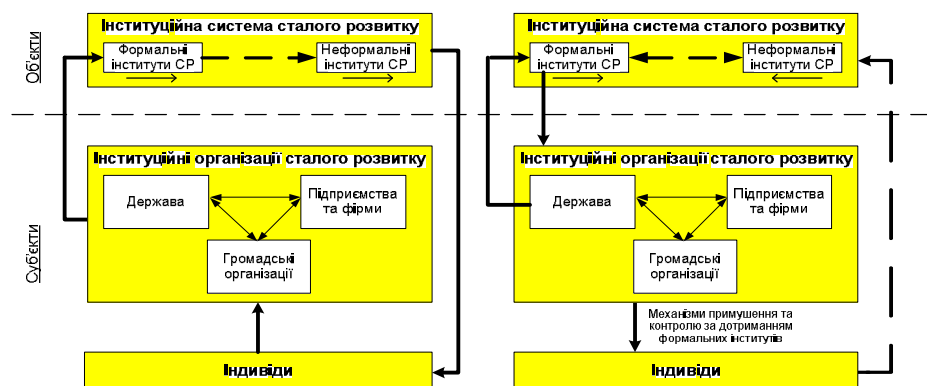 Об'єкти
Суб'єкти
Інституційна система сталого розвитку
Формальні
інститути СР
Неформальні
інститути СР
Інституційні організації сталого розвитку
Держава
Підприємства
та фірми
Громадські
організації
Індивіди
Інституційна система сталого розвитку
Формальні
інститути СР
Неформальні
інститути СР
Інституційні організації сталого розвитку
Держава
Підприємства
та фірми
Громадські
організації
Механізми примушення та
контролю за дотриманням
формальних інститутів
Індивіди